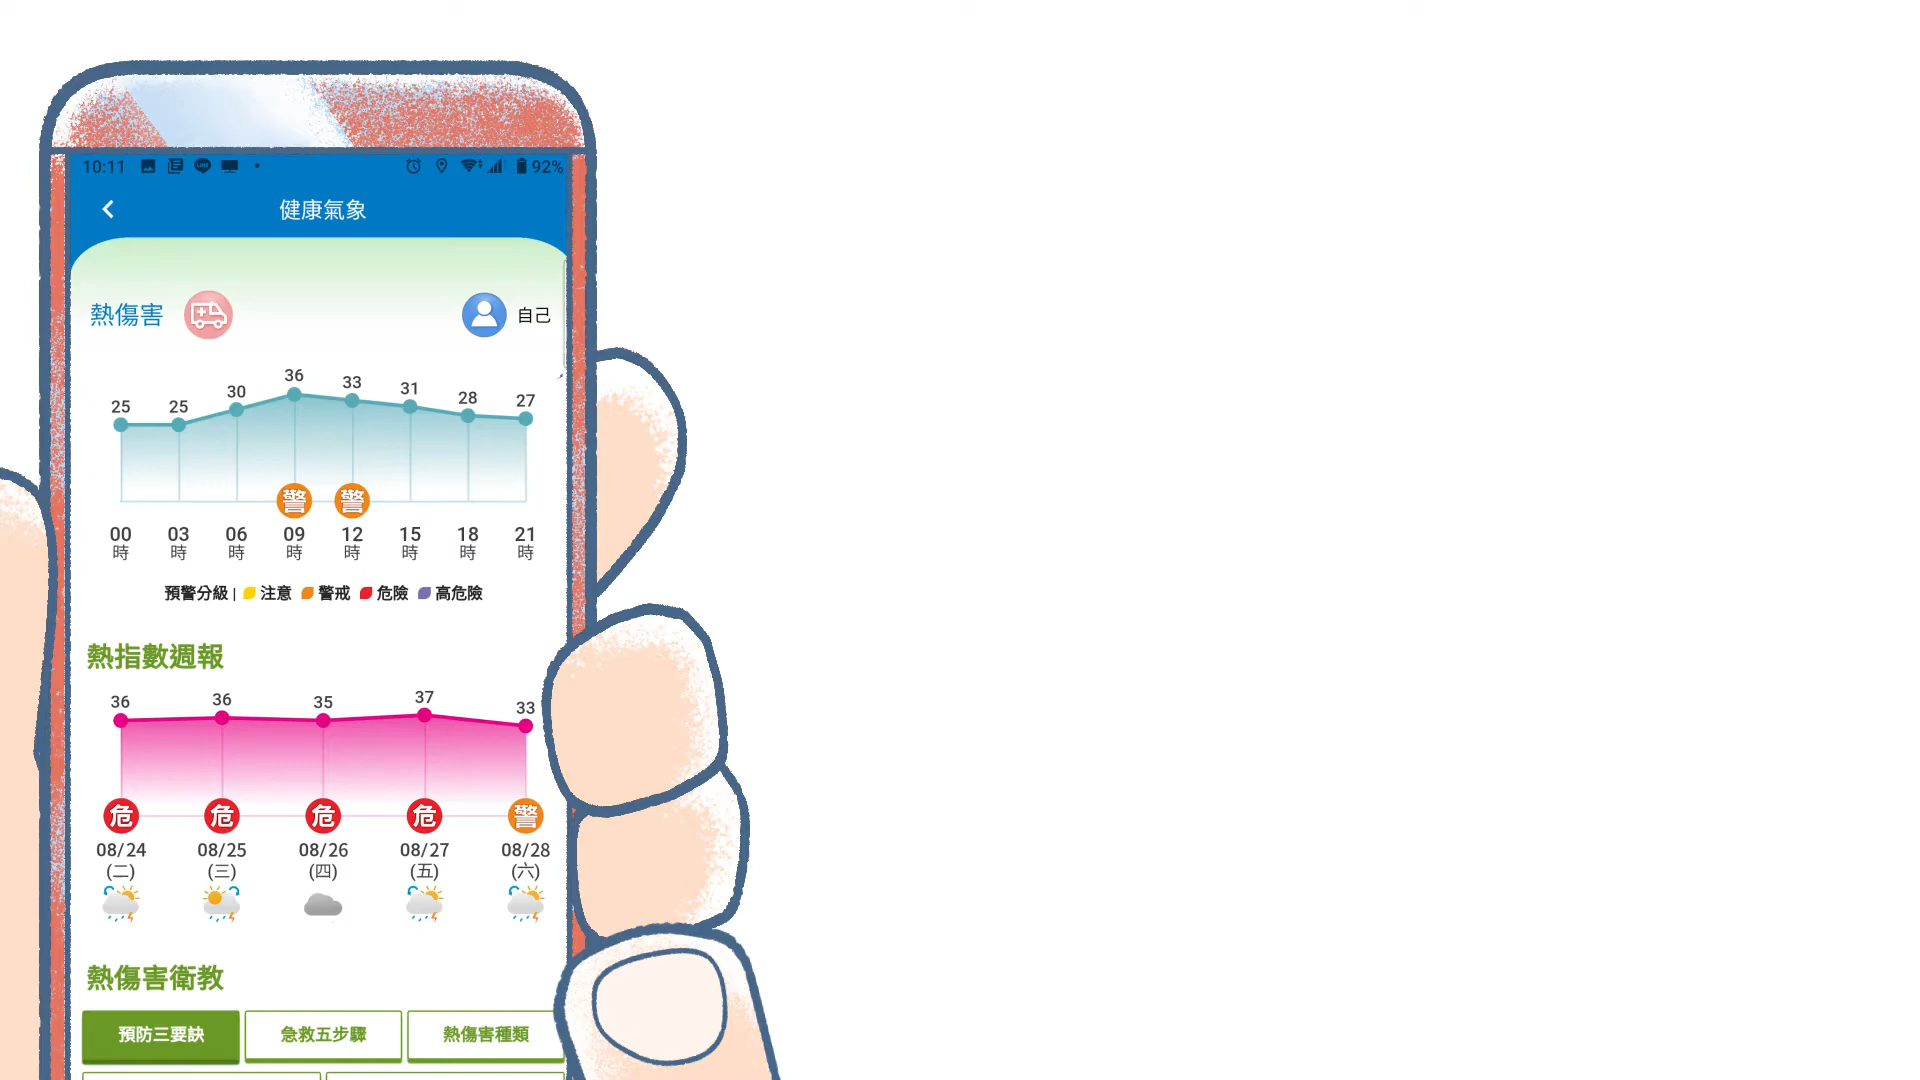 10:11 LINE 92%
健康氣象
熱傷害 自己
25 25 30 36 33 31 28 27
警 警
00 03 06 09 12 15 18 21
時 時 時 時 時 時 時 時
預警分級 | 注意 警戒 危險 高危險
熱指數週報
36 36 35 37 33
危 危 危 危 警
08/24 08/25 08/26 08/27 08/28
(二) (三) (四) (五) (六)
熱傷害衛教
預防三要訣 急救五步驟 熱傷害種類